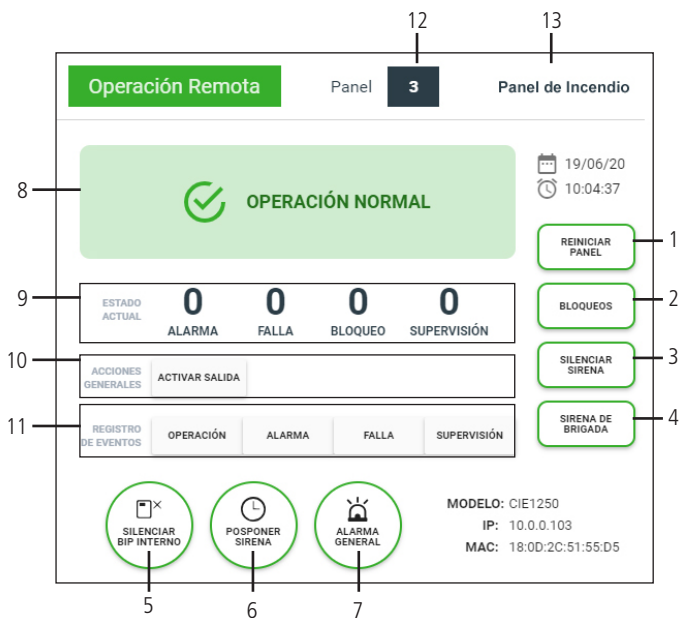 12
13
Operación Remota
Panel
3
Panel de Incendio
8
OPERACIÓN NORMAL
19/06/20
10:04:37
REINICIAR
PANEL
1
9
ESTADO
ACTUAL
0
0
0
0
ALARMA
FALLA
BLOQUEO
SUPERVISIÓN
BLOQUEOS
2
10
ACCIONES
GENERALES
ACTIVAR SALIDA
SILENCIAR
SIRENA
3
11
REGISTRO
DE EVENTOS
OPERACIÓN
ALARMA
FALLA
SUPERVISIÓN
SIRENA DE
BRIGADA
4
SILENCIAR
BIP INTERNO
POSPONER
SIRENA
ALARMA
GENERAL
MODELO: CIE1250
IP: 10.0.0.103
MAC: 18:0D:2C:51:55:D5
5
6
7